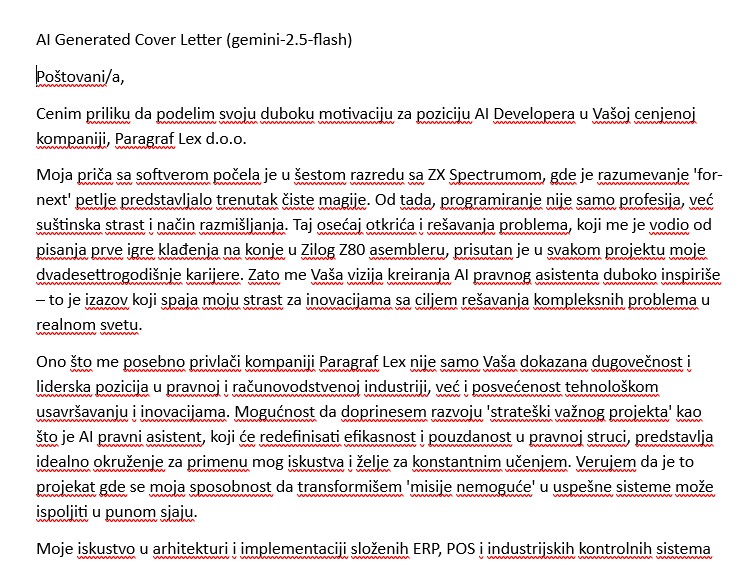 AI Generated Cover Letter (gemini-2.5-flash)
Poštovani/a,
Cenim priliku da podelim svoju duboku motivaciju za poziciju AI Developera u Vašoj cenjenoj
kompaniji, Paragraf Lex d.o.o.
Moja priča sa softverom počela je u šestom razredu sa ZX Spectrumom, gde je razumevanje 'for-
next' petlje predstavljalo trenutak čiste magije. Od tada, programiranje nije samo profesija, već
suštinska strast i način razmišljanja. Taj osećaj otkrića i rešavanja problema, koji me je vodio od
pisanja prve igre klađenja na konje u Zilog Z80 asembleru, prisutan je u svakom projektu moje
dvadesettrogodišnje karijere. Zato me Vaša vizija kreiranja AI pravnog asistenta duboko inspiriše
– to je izazov koji spaja moju strast za inovacijama sa ciljem rešavanja kompleksnih problema u
realnom svetu.
Ono što me posebno privlači kompaniji Paragraf Lex nije samo Vaša dokazana dugovečnost i
liderska pozicija u pravnoj i računovodstvenoj industriji, već i posvećenost tehnološkom
usavršavanju i inovacijama. Mogućnost da doprinesem razvoju 'strateški važnog projekta' kao
što je AI pravni asistent, koji će redefinisati efikasnost i pouzdanost u pravnoj struci, predstavlja
idealno okruženje za primenu mog iskustva i želje za konstantnim učenjem. Verujem da je to
projekat gde se moja sposobnost da transformišem 'misije nemoguće' u uspešne sisteme može
ispoljiti u punom sjaju.
Moje iskustvo u arhitekturi i implementaciji složenih ERP, POS i industrijskih kontrolnih sistema